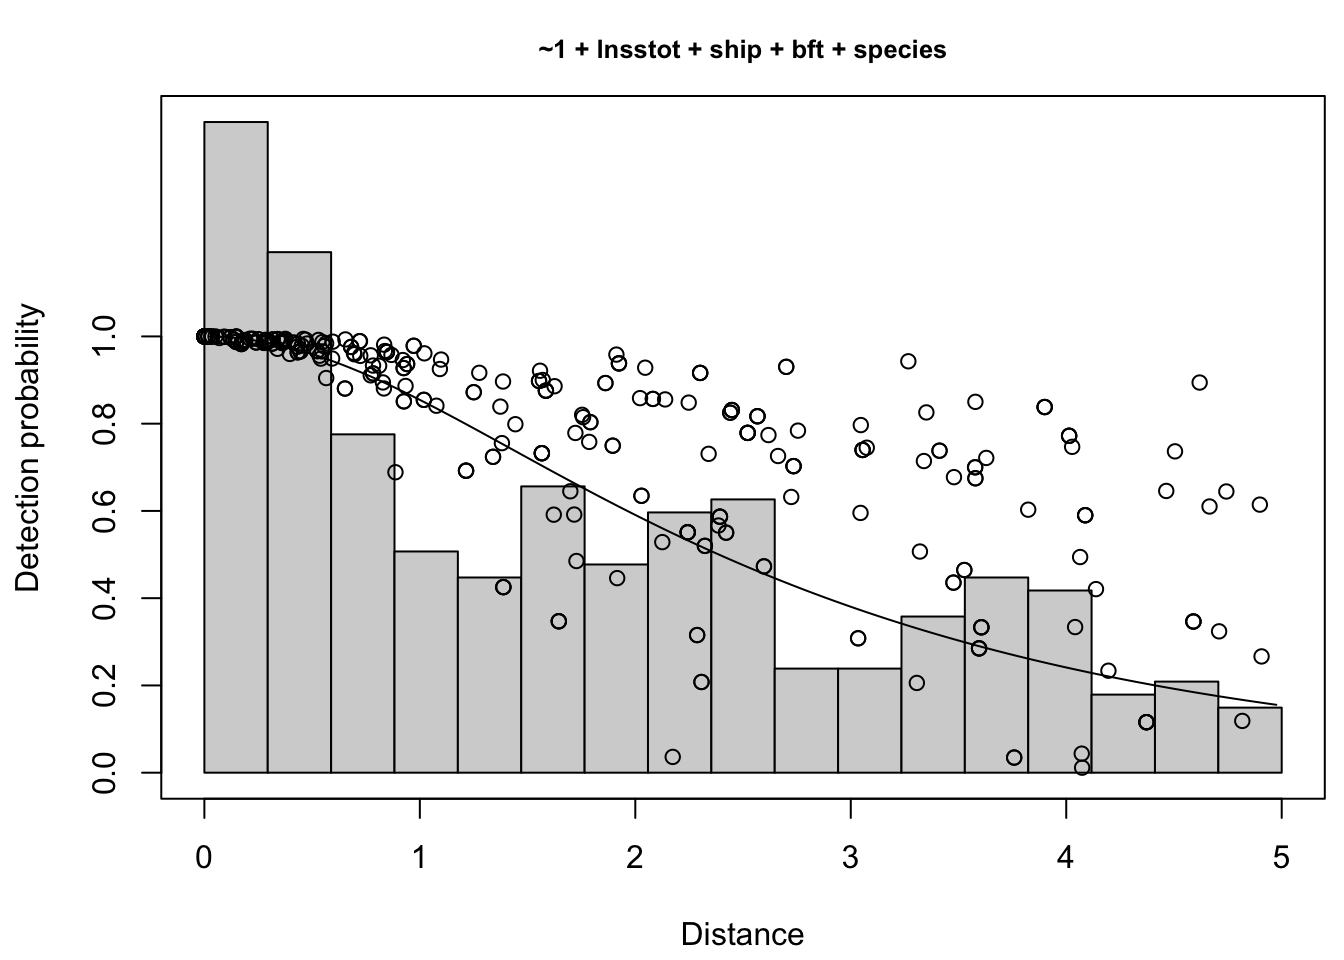 ~1 + lnsstot + ship + bft + species
Detection probability
1.0
0.8
0.6
0.4
0.2
0.0
0 1 2 3 4 5
Distance